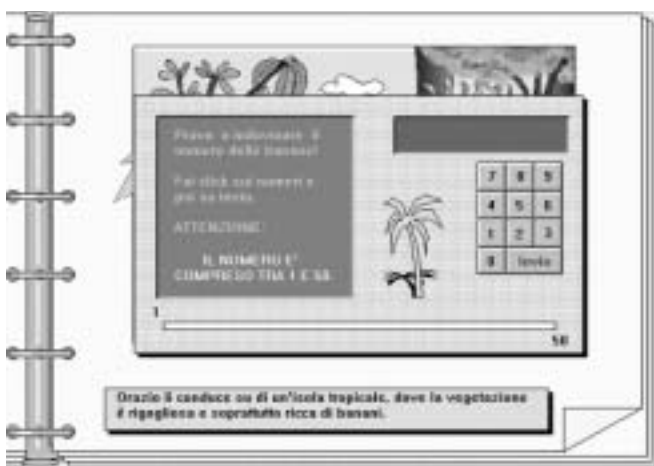 Prova a indovinare il
numero delle banane!
Fai click sui numeri e
poi su invio.
ATTENZIONE!
IL NUMERO E'
COMPRESO TRA 1 E 50.
7 8 9
4 5 6
1 2 3
0 Invio
1
50
Orazio li conduce su di un'isola tropicale, dove la vegetazione
è rigogliosa e soprattutto ricca di banani.